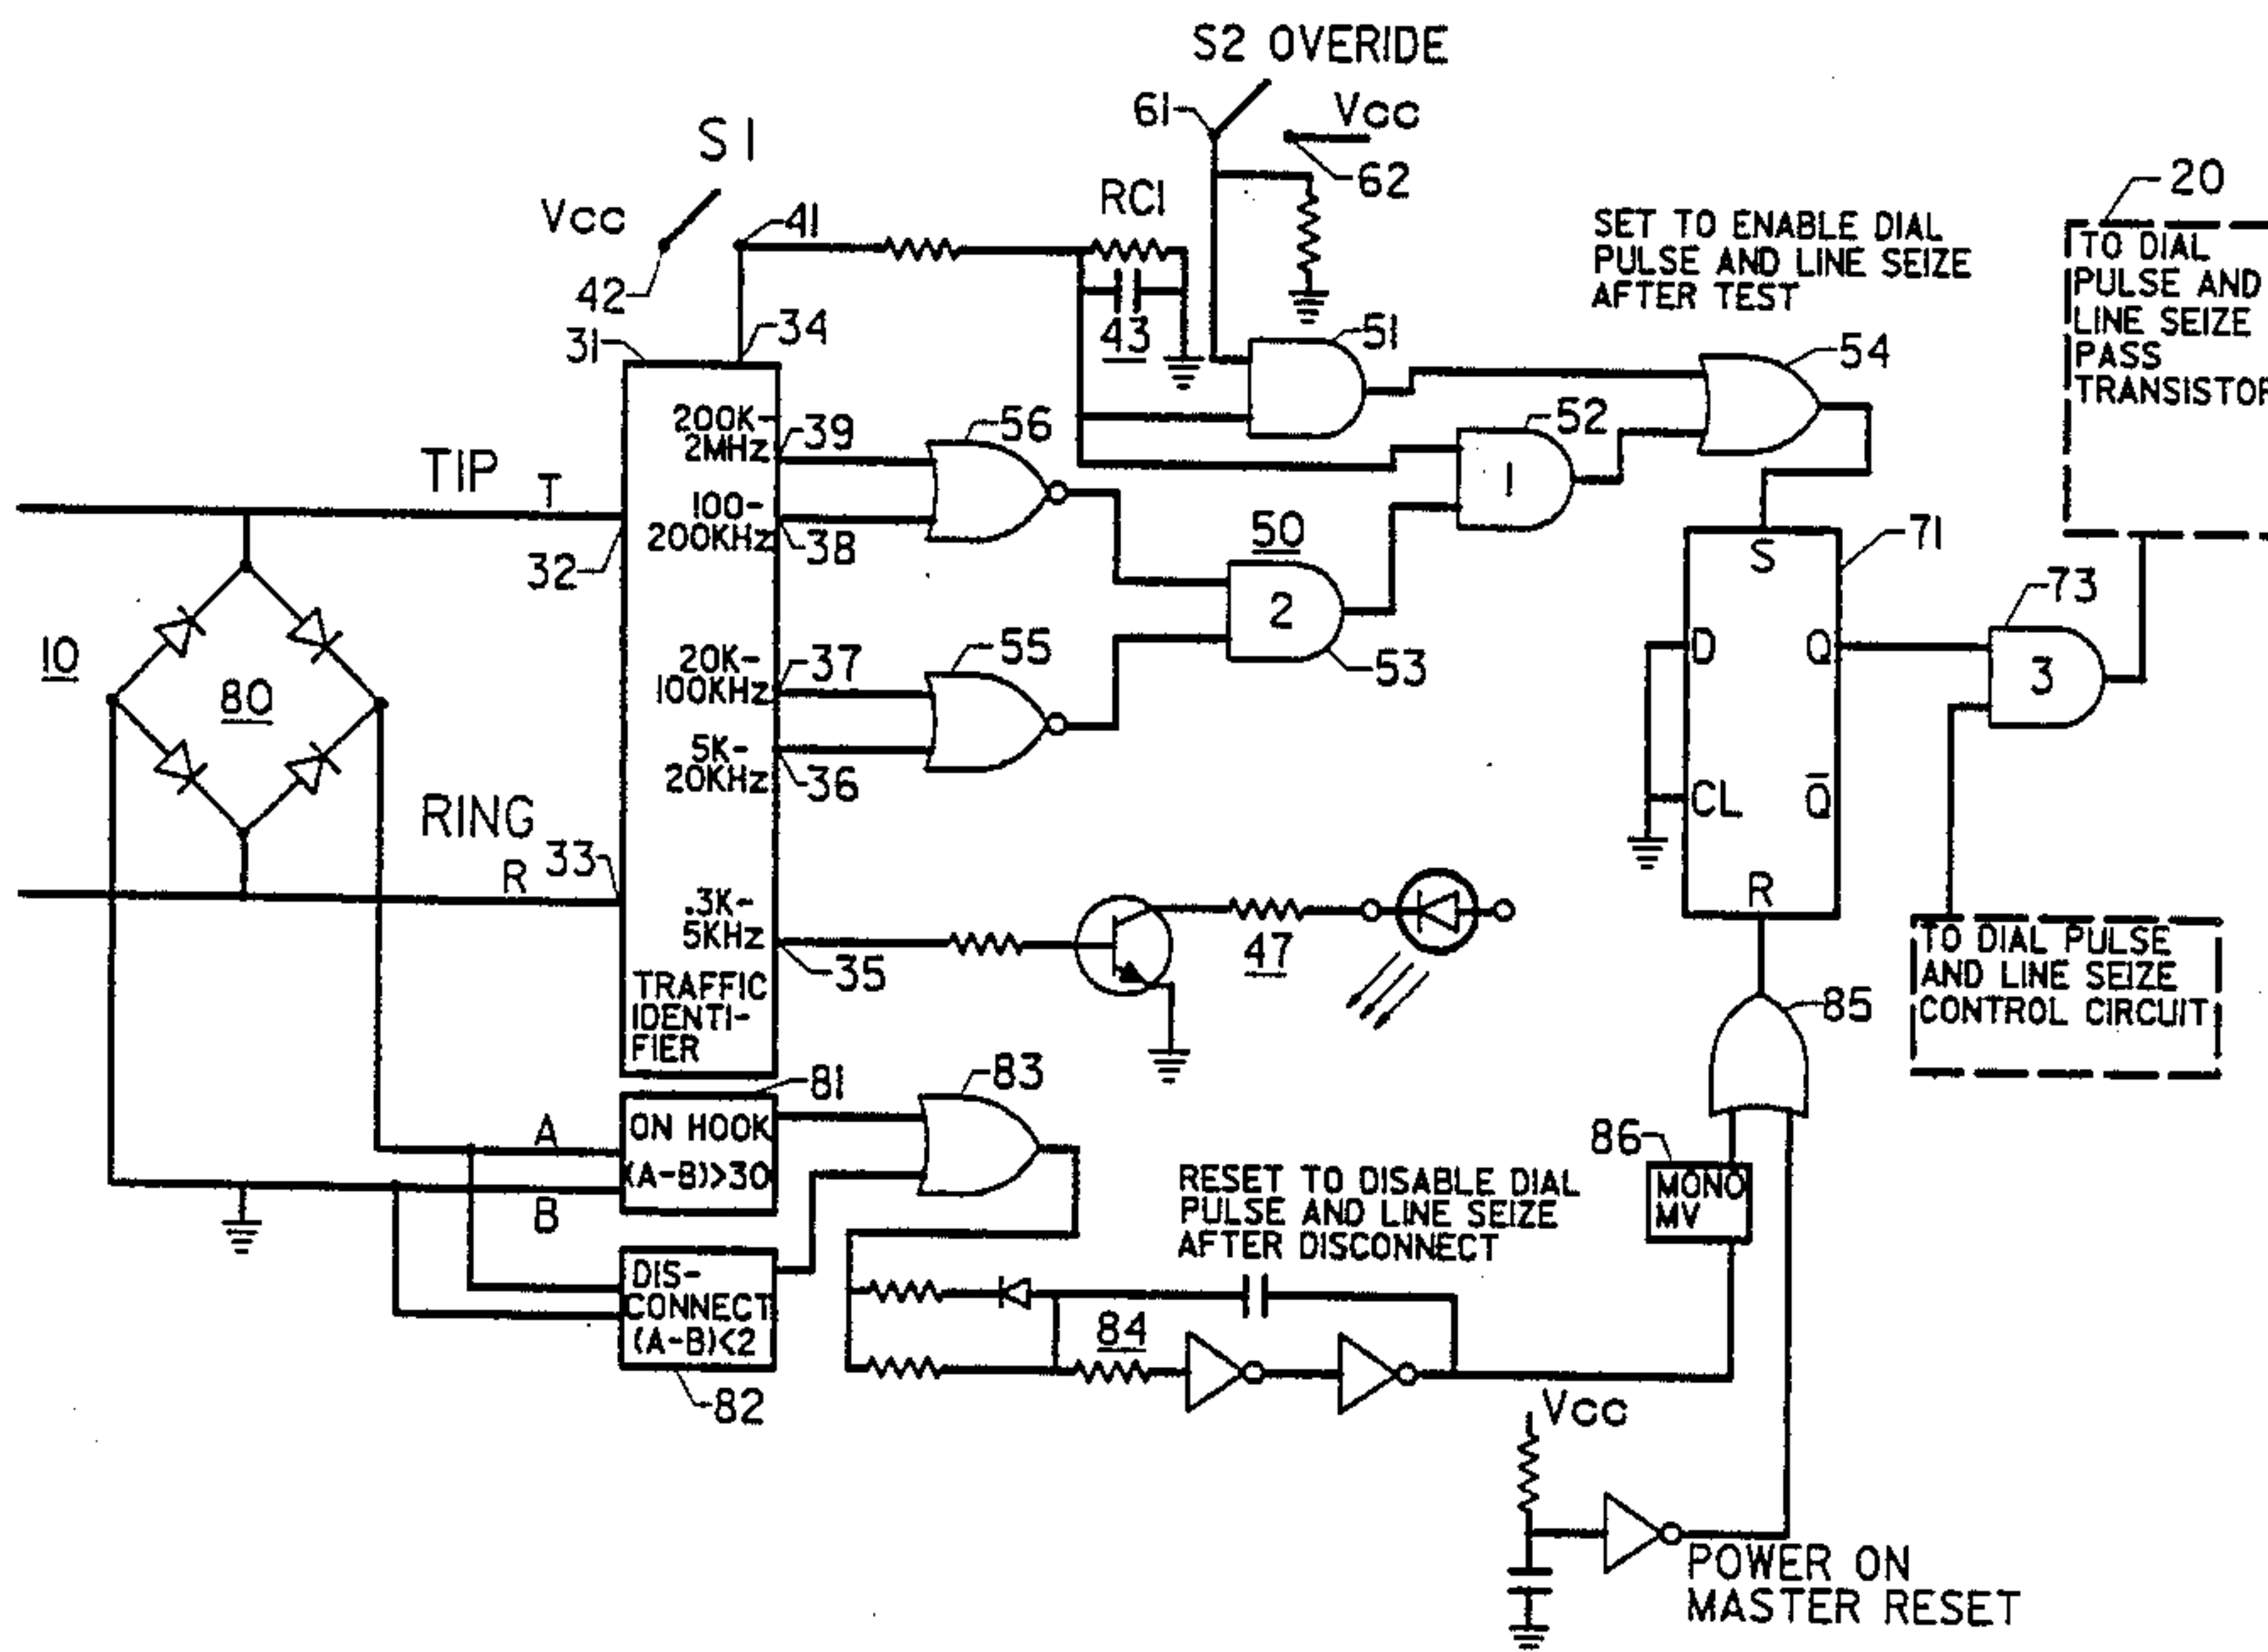 S2 OVERIDE
61
Vcc
62
S1
Vcc
42
41
RC1
43
34
31
51
SET TO ENABLE DIAL
PULSE AND LINE SEIZE
AFTER TEST
20
TO DIAL
PULSE AND
LINE SEIZE
PASS
TRANSISTOR
54
200K-
2MHz
39
56
52
1
TIP
T
100-
200KHz
38
32
50
2
53
S
71
73
10
80
20K-
100KHz
37
55
D
Q
3
5K-
20KHz
36
CL
Q̅
RING
R
33
.3K-
5KHz
35
47
R
TO DIAL PULSE
AND LINE SEIZE
CONTROL CIRCUIT
TRAFFIC
IDENTI-
FIER
85
81
83
A
ON HOOK
(A-B)>30
B
86
MONO
MV
RESET TO DISABLE DIAL
PULSE AND LINE SEIZE
AFTER DISCONNECT
DIS-
CONNECT
(A-B)<2
84
82
Vcc
POWER ON
MASTER RESET